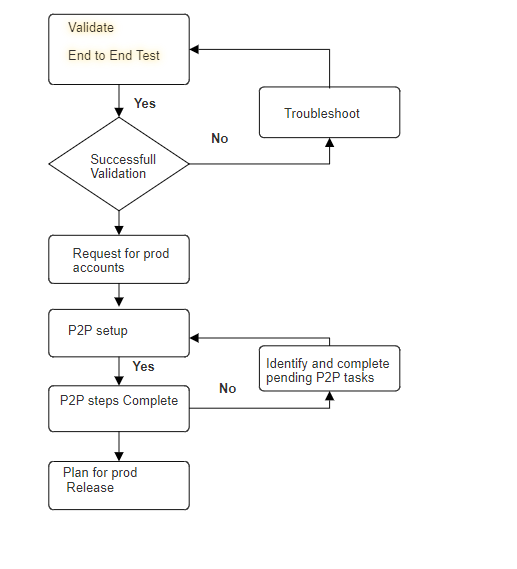 Validate
End to End Test
Yes
Troubleshoot
No
Successfull
Validation
Request for prod
accounts
P2P setup
Yes
Identify and complete
pending P2P tasks
No
P2P steps Complete
Plan for prod
Release